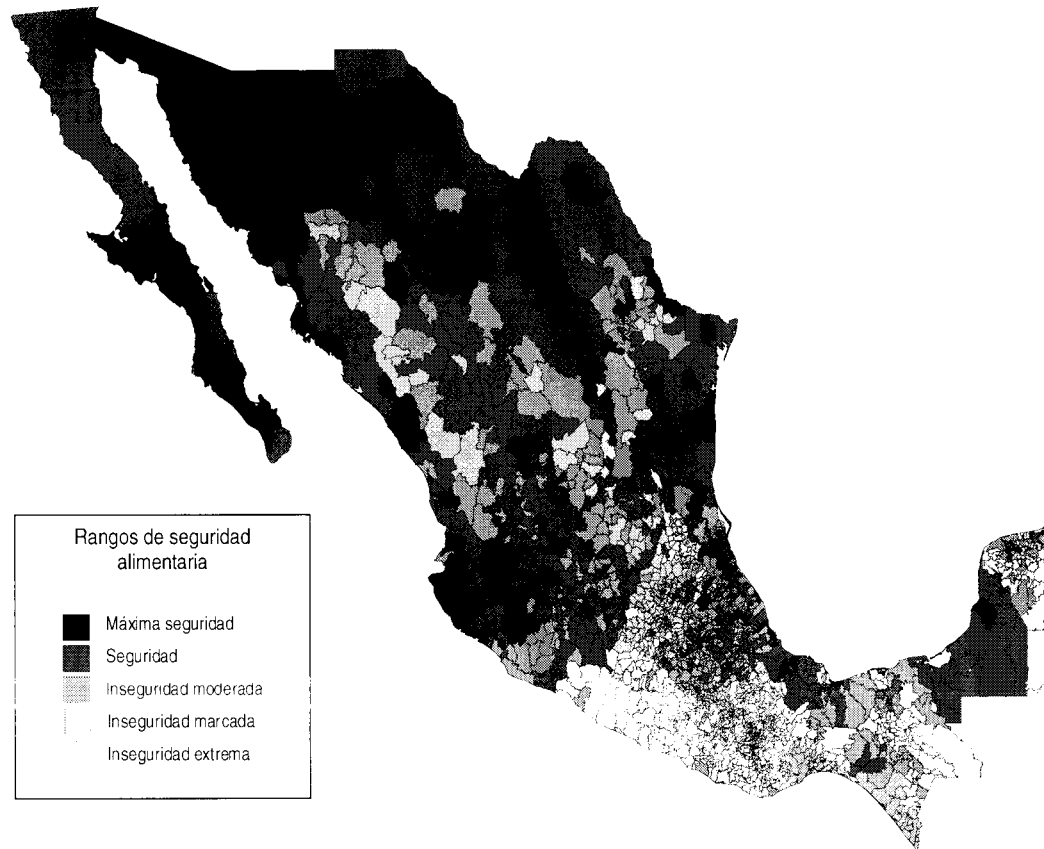 Rangos de seguridad
alimentaria
Máxima seguridad
Seguridad
Inseguridad moderada
Inseguridad marcada
Inseguridad extrema